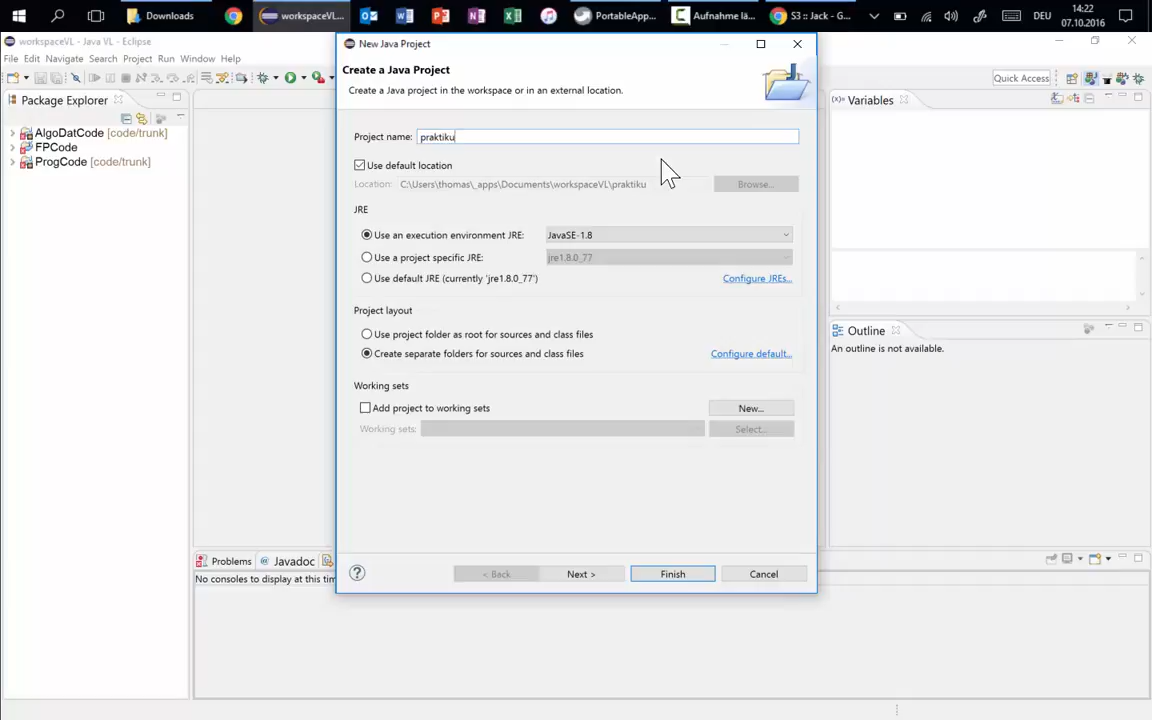 Downloads
workspaceVL...
PortableApp...
Aufnahme lä...
S3 :: Jack - G...
DEU
14:22
07.10.2016
workspaceVL - Java VL - Eclipse
File Edit Navigate Search Project Run Window Help
Quick Access
Package Explorer
AlgoDatCode [code/trunk]
FPCode
ProgCode [code/trunk]
New Java Project
Create a Java Project
Create a Java project in the workspace or in an external location.
Project name: praktiku
Use default location
Location: C:\Users\thomas\_apps\Documents\workspaceVL\praktiku Browse...
JRE
Use an execution environment JRE: JavaSE-1.8
Use a project specific JRE: jre1.8.0_77
Use default JRE (currently 'jre1.8.0_77') Configure JREs...
Project layout
Use project folder as root for sources and class files
Create separate folders for sources and class files Configure default...
Working sets
Add project to working sets New...
Working sets: Select...
< Back Next > Finish Cancel
(x)= Variables
Outline
An outline is not available.
Problems @ Javadoc
No consoles to display at this tim